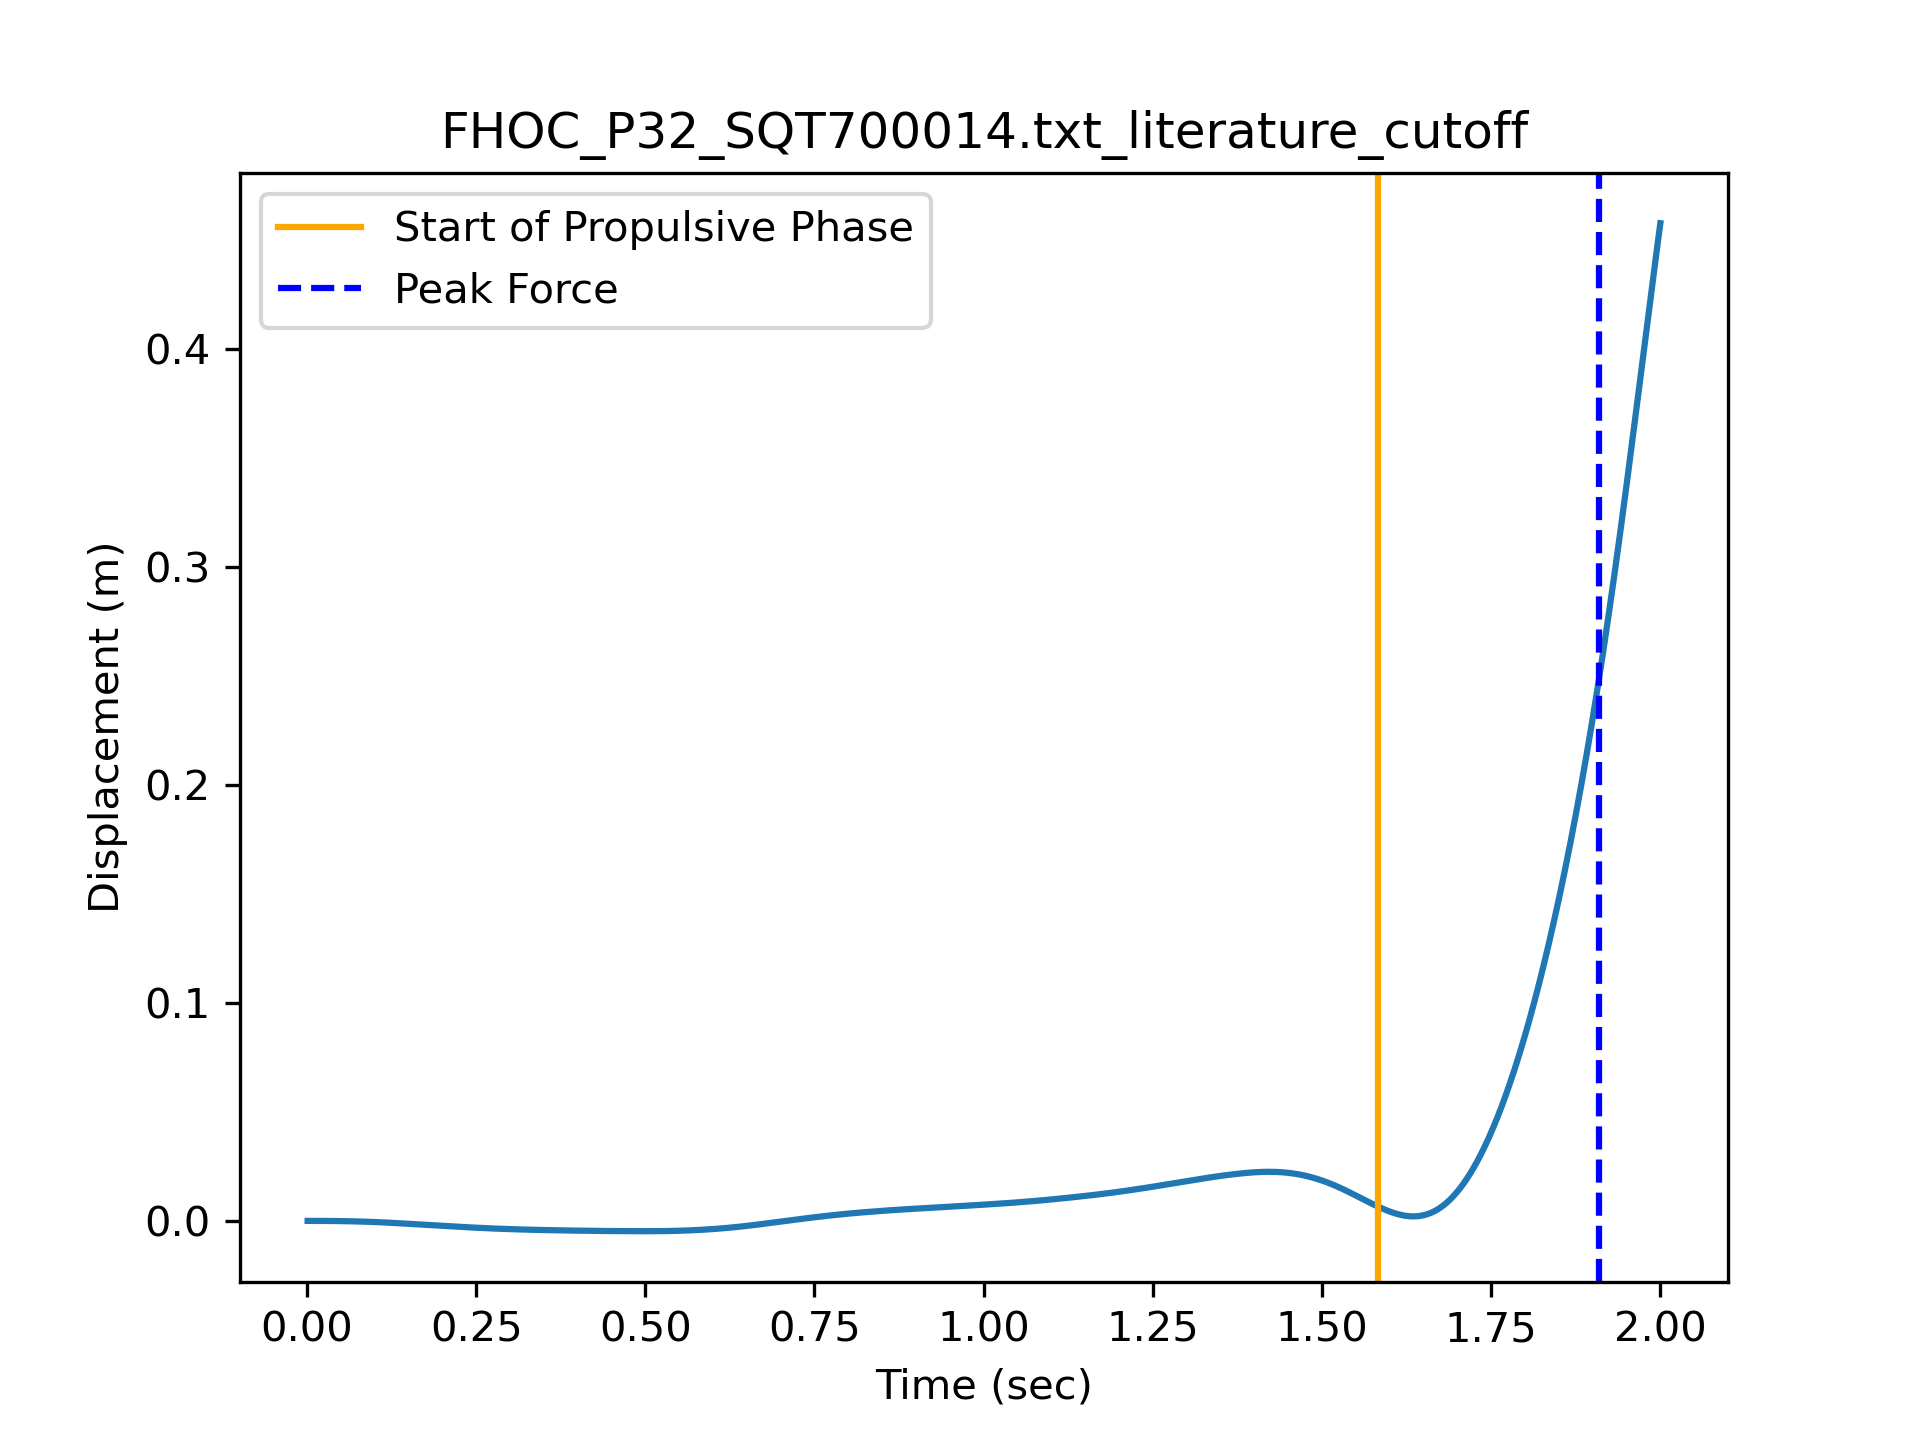 FHOC_P32_SQT700014.txt_literature_cutoff
Start of Propulsive Phase
Peak Force
Displacement (m)
0.4
0.3
0.2
0.1
0.0
0.00 0.25 0.50 0.75 1.00 1.25 1.50 1.75 2.00
Time (sec)